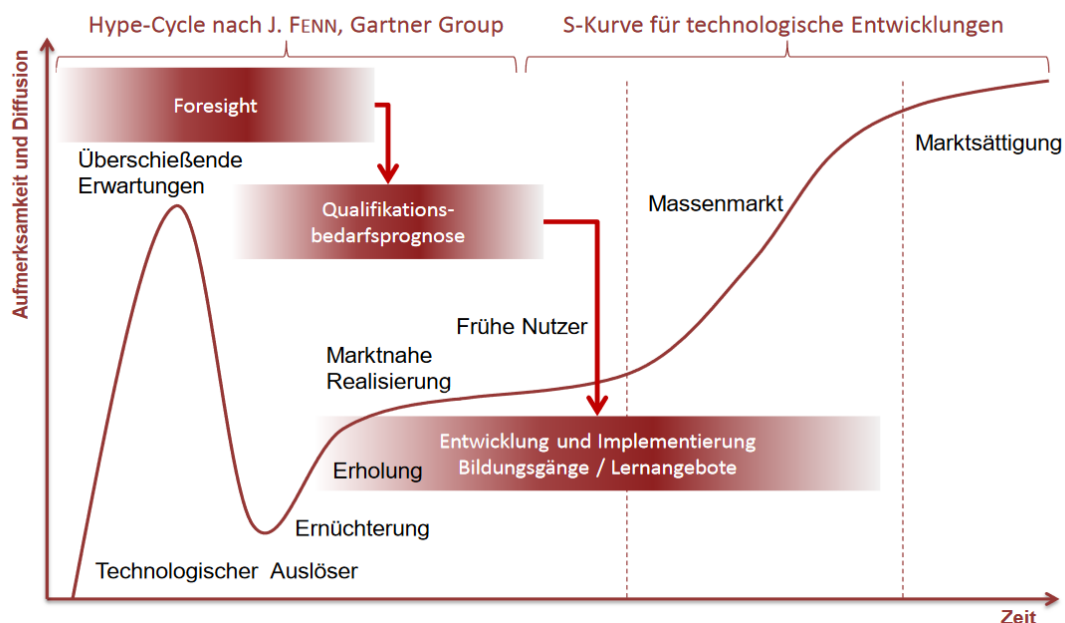 Hype-Cycle nach J. FENN, Gartner Group
S-Kurve für technologische Entwicklungen
Aufmerksamkeit und Diffusion
Foresight
Überschießende
Erwartungen
Qualifikations-
bedarfsprognose
Marktsättigung
Massenmarkt
Frühe Nutzer
Marktnahe
Realisierung
Entwicklung und Implementierung
Bildungsgänge / Lernangebote
Erholung
Ernüchterung
Technologischer Auslöser
Zeit